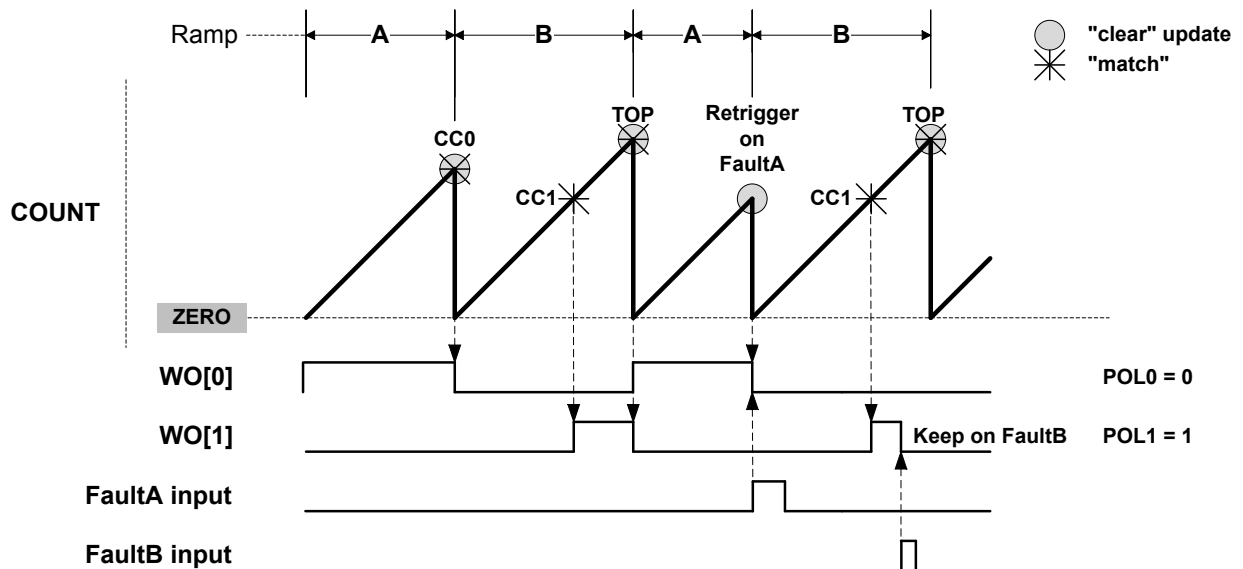 Ramp
A
B
A
B
"clear" update
"match"
TOP
Retrigger
on
FaultA
TOP
CC0
CC1
CC1
COUNT
ZERO
WO[0]
POL0 = 0
WO[1]
Keep on FaultB
POL1 = 1
FaultA input
FaultB input